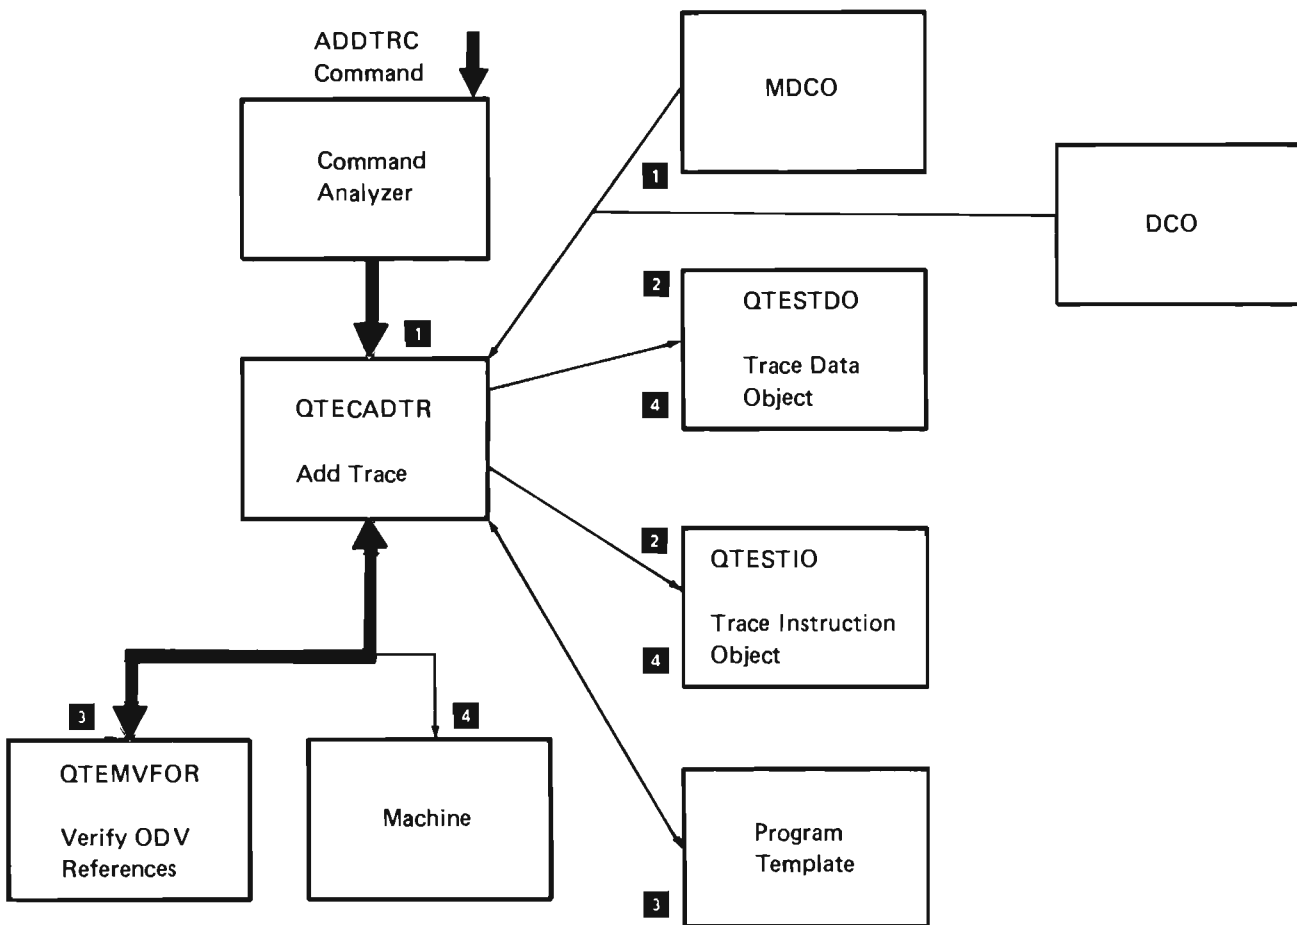 ADDTRC
Command
Command
Analyzer
MDCO
1
DCO
1
2
QTESTDO
Trace Data
Object
4
QTECADTR
Add Trace
2
QTESTIO
Trace Instruction
Object
4
3
QTEMVFOR
Verify ODV
References
4
Machine
Program
Template
3